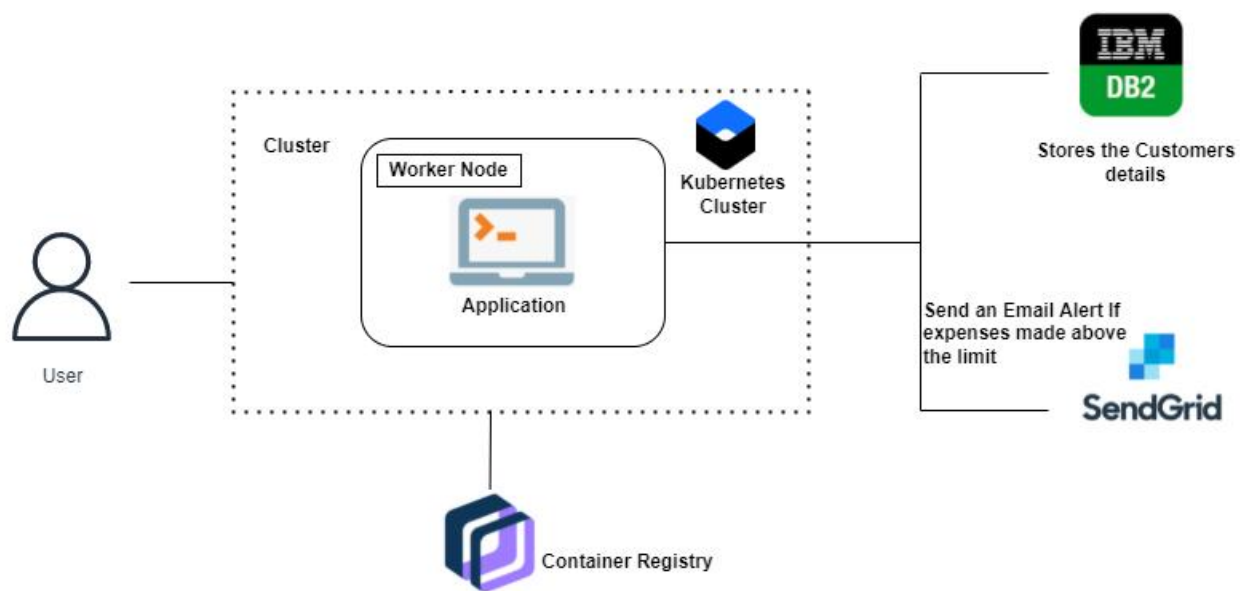 IBM
DB2
Stores the Customers
details
Cluster
Worker Node
Kubernetes
Cluster
Application
User
Send an Email Alert If
expenses made above
the limit
SendGrid
Container Registry